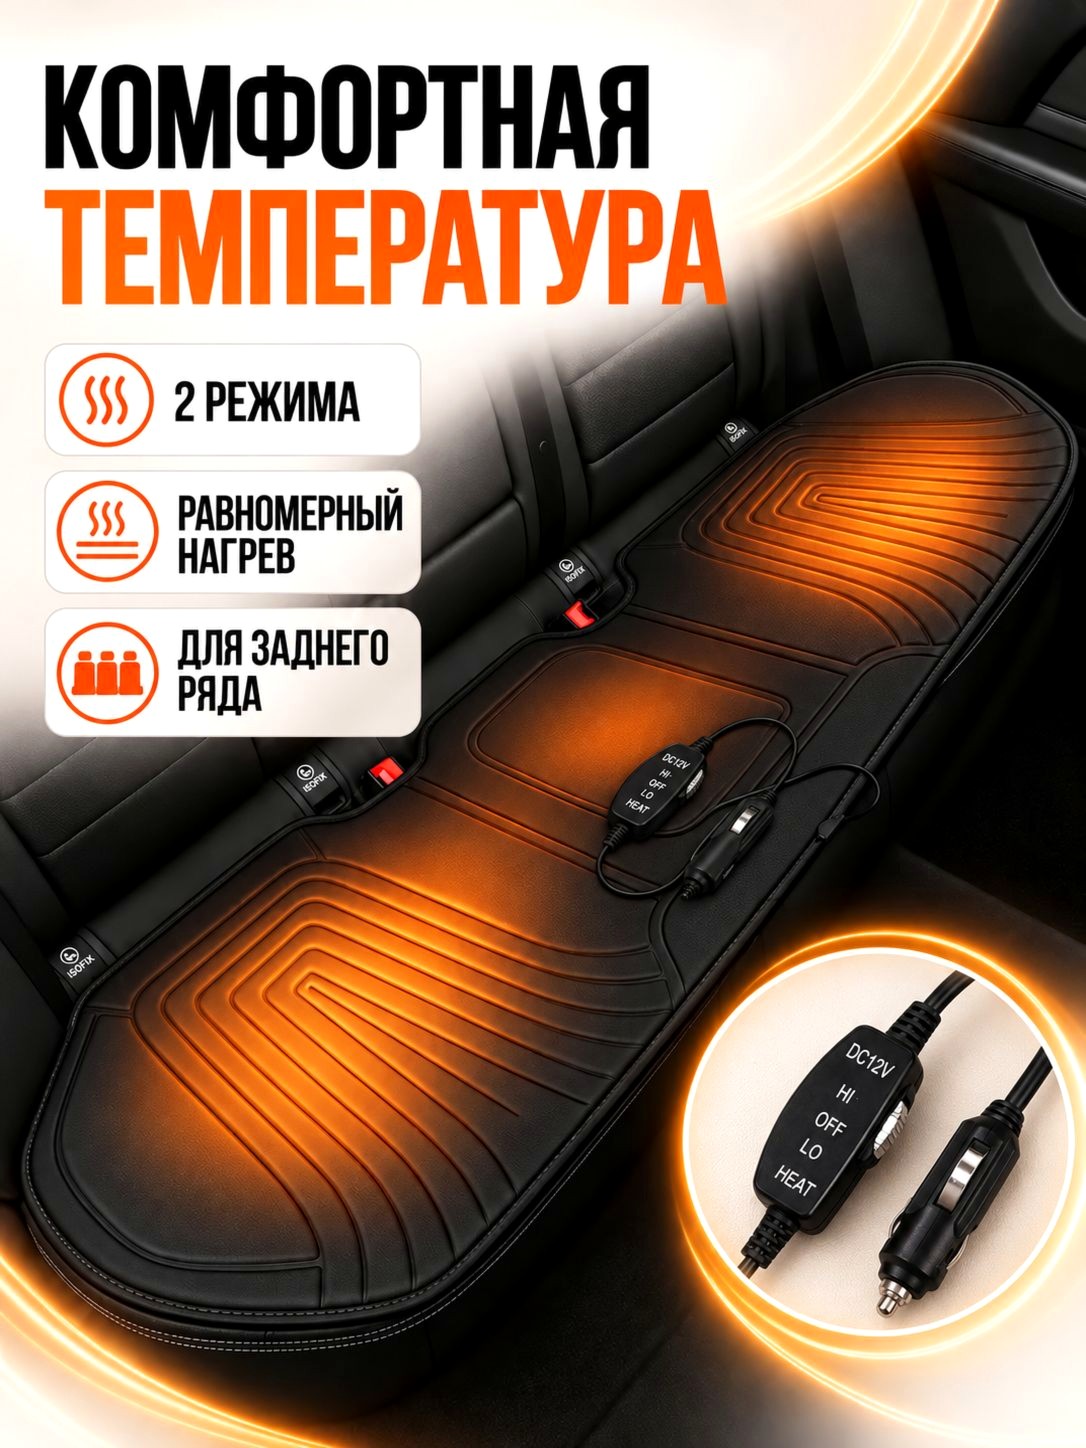 КОМФОРТНАЯ
ТЕМПЕРАТУРА
2 РЕЖИМА
РАВНОМЕРНЫЙ
НАГРЕВ
ДЛЯ ЗАДНЕГО
РЯДА
ISOFIX
ISOFIX
ISOFIX
ISOFIX
DC12V
HI
OFF
LO
HEAT
DC12V
HI
OFF
LO
HEAT